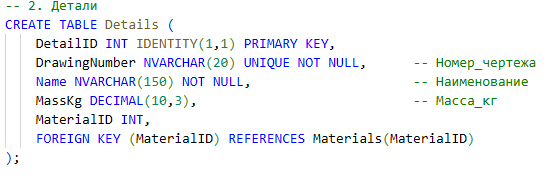 -- 2. Детали
CREATE TABLE Details (
    DetailID INT IDENTITY(1,1) PRIMARY KEY,
    DrawingNumber NVARCHAR(20) UNIQUE NOT NULL,      -- Номер_чертежа
    Name NVARCHAR(150) NOT NULL,                     -- Наименование
    MassKg DECIMAL(10,3),                            -- Масса_кг
    MaterialID INT,
    FOREIGN KEY (MaterialID) REFERENCES Materials(MaterialID)
);